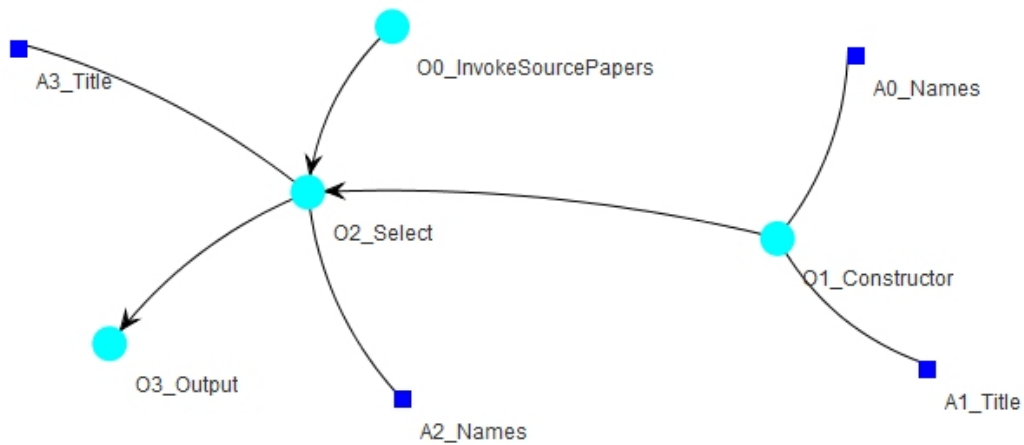 O0_InvokeSourcePapers
A3_Title
A0_Names
O2_Select
O1_Constructor
O3_Output
A1_Title
A2_Names